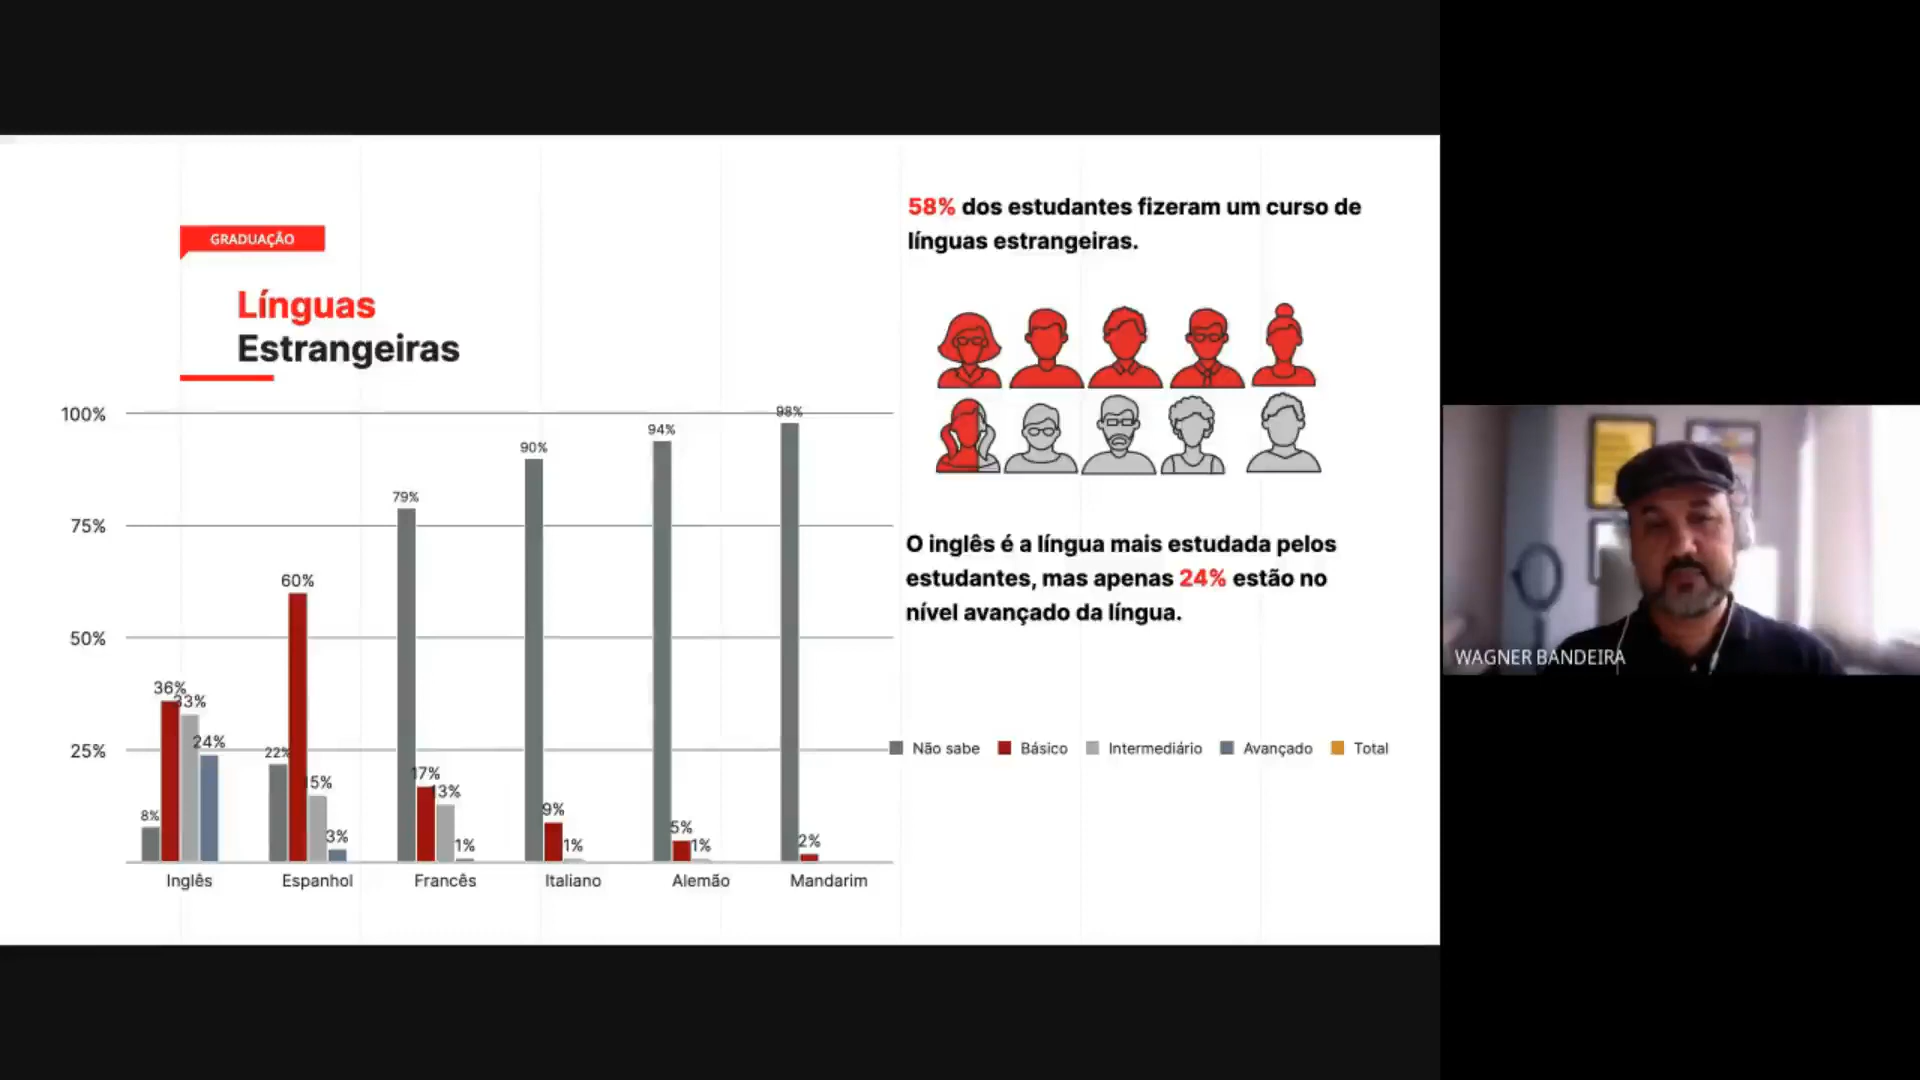 GRADUAÇÃO
Línguas
Estrangeiras
58% dos estudantes fizeram um curso de
línguas estrangeiras.
O inglês é a língua mais estudada pelos
estudantes, mas apenas 24% estão no
nível avançado da língua.
100%
75%
50%
25%
8% 36% 33% 24%
22% 60% 15% 3%
79% 17% 13% 1%
90% 9% 1%
94% 5% 1%
98% 2%
Inglês Espanhol Francês Italiano Alemão Mandarim
Não sabe Básico Intermediário Avançado Total
WAGNER BANDEIRA